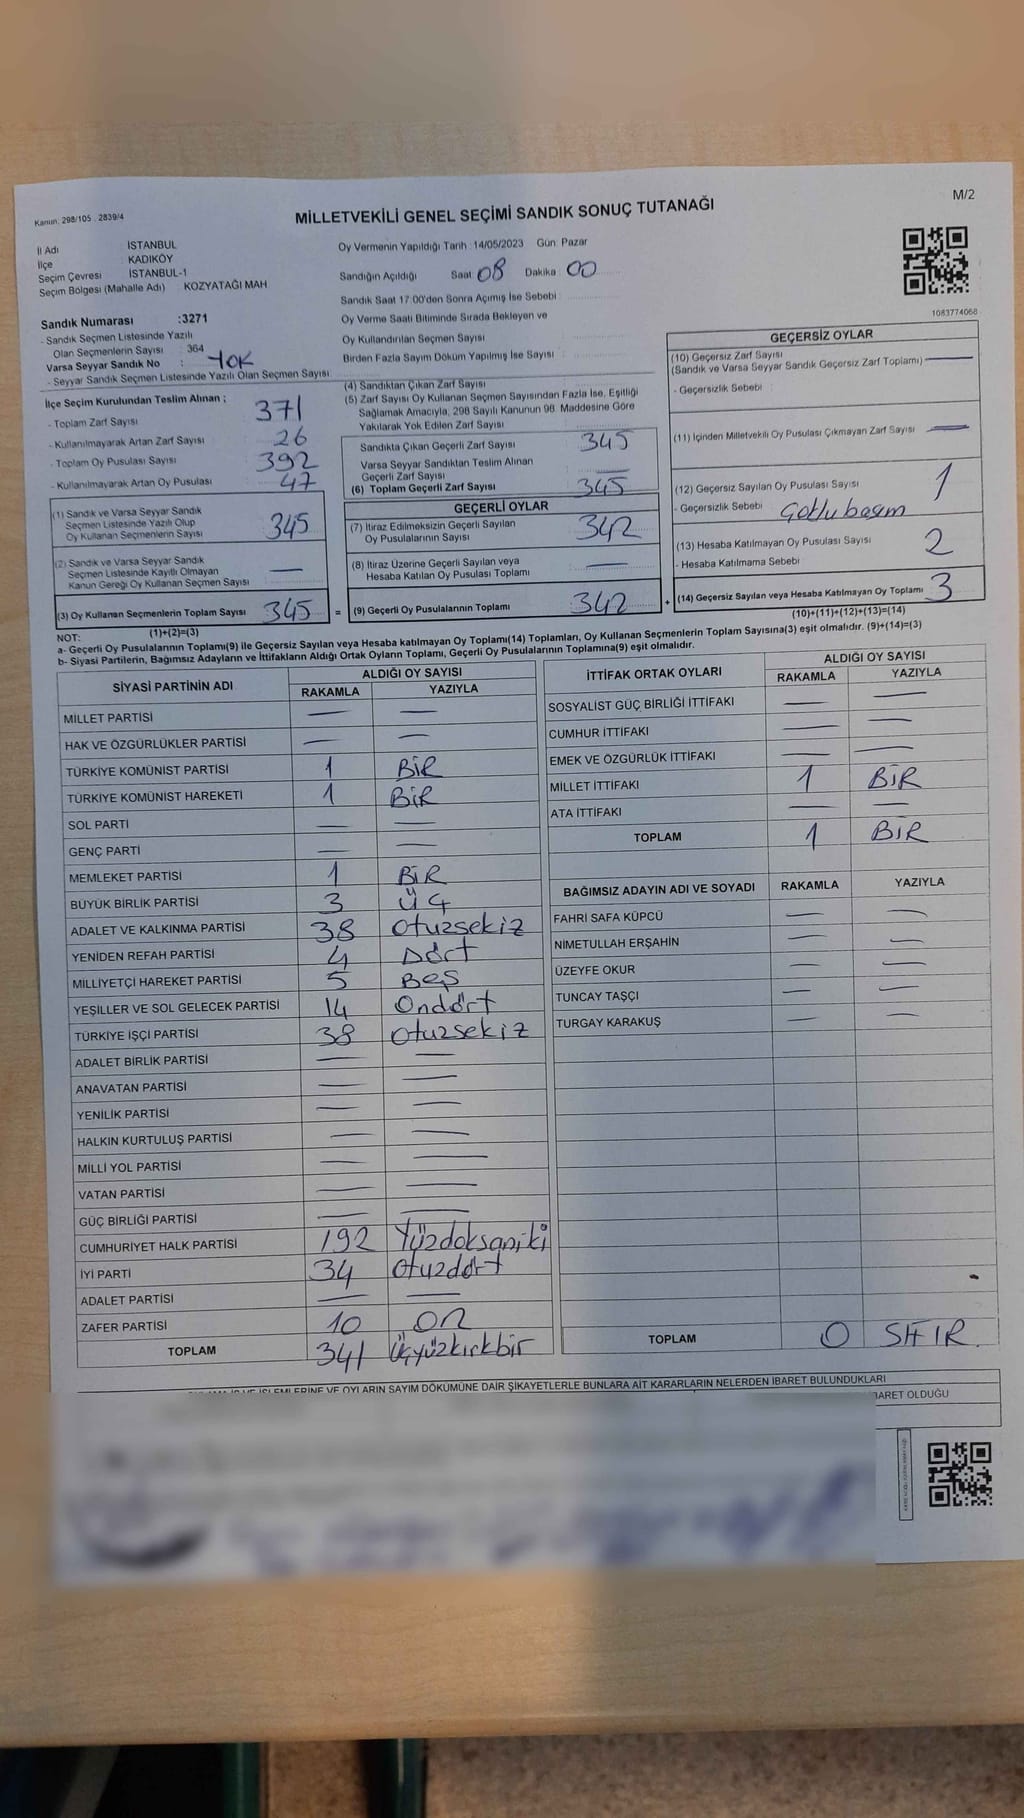 Kanun: 298/105 - 2839/4
MİLLETVEKİLİ GENEL SEÇİMİ SANDIK SONUÇ TUTANAĞI
M/2
İl Adı İSTANBUL
İlçe KADIKÖY
Seçim Çevresi İSTANBUL-1
Seçim Bölgesi (Mahalle Adı) KOZYATAĞI MAH
Sandık Numarası :3271
- Sandık Seçmen Listesinde Yazılı
Olan Seçmenlerin Sayısı : 364
Varsa Seyyar Sandık No : YOK
- Seyyar Sandık Seçmen Listesinde Yazılı Olan Seçmen Sayısı:
Oy Vermenin Yapıldığı Tarih :14/05/2023 Gün: Pazar
Sandığın Açıldığı Saat: 08 Dakika: 00
Sandık Saat 17.00'den Sonra Açımış İse Sebebi :
Oy Verme Saati Bitiminde Sırada Bekleyen ve
Oy Kullandırılan Seçmen Sayısı :
Birden Fazla Sayım Döküm Yapılmış İse Sayısı :
1083774068
İlçe Seçim Kurulundan Teslim Alınan ;
- Toplam Zarf Sayısı : 371
- Kullanılmayarak Artan Zarf Sayısı : 26
- Toplam Oy Pusulası Sayısı : 392
- Kullanılmayarak Artan Oy Pusulası : 47
(1) Sandık ve Varsa Seyyar Sandık
Seçmen Listesinde Yazılı Olup
Oy Kullanan Seçmenlerin Sayısı : 345
(2) Sandık ve Varsa Seyyar Sandık
Seçmen Listesinde Kayıtlı Olmayan
Kanun Gereği Oy Kullanan Seçmen Sayısı : —
(3) Oy Kullanan Seçmenlerin Toplam Sayısı 345 =
(1)+(2)=(3)
(4) Sandıktan Çıkan Zarf Sayısı
(5) Zarf Sayısı Oy Kullanan Seçmen Sayısından Fazla İse, Eşitliği
Sağlamak Amacıyla, 298 Sayılı Kanunun 98. Maddesine Göre
Yakılarak Yok Edilen Zarf Sayısı :
Sandıkta Çıkan Geçerli Zarf Sayısı : 345
Varsa Seyyar Sandıktan Teslim Alınan
Geçerli Zarf Sayısı : —
(6) Toplam Geçerli Zarf Sayısı : 345
GEÇERLİ OYLAR
(7) İtiraz Edilmeksizin Geçerli Sayılan
Oy Pusulalarının Sayısı : 342
(8) İtiraz Üzerine Geçerli Sayılan veya
Hesaba Katılan Oy Pusulası Toplamı : —
(9) Geçerli Oy Pusulalarının Toplamı : 342 +
GEÇERSİZ OYLAR
(10) Geçersiz Zarf Sayısı
(Sandık ve Varsa Seyyar Sandık Geçersiz Zarf Toplamı) —
- Geçersizlik Sebebi :
(11) İçinden Milletvekili Oy Pusulası Çıkmayan Zarf Sayısı : —
(12) Geçersiz Sayılan Oy Pusulası Sayısı : 1
- Geçersizlik Sebebi :
(13) Hesaba Katılmayan Oy Pusulası Sayısı : 2
- Hesaba Katılmama Sebebi :
(14) Geçersiz Sayılan veya Hesaba Katılmayan Oy Toplamı : 3
(10)+(11)+(12)+(13)=(14)
NOT:
a- Geçerli Oy Pusulalarının Toplamı(9) ile Geçersiz Sayılan veya Hesaba katılmayan Oy Toplamı(14) Toplamları, Oy Kullanan Seçmenlerin Toplam Sayısına(3) eşit olmalıdır. (9)+(14)=(3)
b- Siyasi Partilerin, Bağımsız Adayların ve İttifakların Aldığı Ortak Oyların Toplamı, Geçerli Oy Pusulalarının Toplamına(9) eşit olmalıdır.
SİYASİ PARTİNİN ADI ALDIĞI OY SAYISI
RAKAMLA YAZIYLA
MİLLET PARTİSİ — —
HAK VE ÖZGÜRLÜKLER PARTİSİ — —
TÜRKİYE KOMÜNİST PARTİSİ 1 BİR
TÜRKİYE KOMÜNİST HAREKETİ 1 BİR
SOL PARTİ — —
GENÇ PARTİ — —
MEMLEKET PARTİSİ 1 BİR
BÜYÜK BİRLİK PARTİSİ 3 ÜÇ
ADALET VE KALKINMA PARTİSİ 38 otuzsekiz
YENİDEN REFAH PARTİSİ 4 Dört
MİLLİYETÇİ HAREKET PARTİSİ 5 Beş
YEŞİLLER VE SOL GELECEK PARTİSİ 14 Ondört
TÜRKİYE İŞÇİ PARTİSİ 38 otuzsekiz
ADALET BİRLİK PARTİSİ — —
ANAVATAN PARTİSİ — —
YENİLİK PARTİSİ — —
HALKIN KURTULUŞ PARTİSİ — —
MİLLİ YOL PARTİSİ — —
VATAN PARTİSİ — —
GÜÇ BİRLİĞİ PARTİSİ — —
CUMHURİYET HALK PARTİSİ 192 Yüzdoksaniki
İYİ PARTİ 34 otuzdört
ADALET PARTİSİ — —
ZAFER PARTİSİ 10 on
TOPLAM 341 üçyüzkırkbir
İTTİFAK ORTAK OYLARI ALDIĞI OY SAYISI
RAKAMLA YAZIYLA
SOSYALİST GÜÇ BİRLİĞİ İTTİFAKI — —
CUMHUR İTTİFAKI — —
EMEK VE ÖZGÜRLÜK İTTİFAKI — —
MİLLET İTTİFAKI 1 BİR
ATA İTTİFAKI — —
TOPLAM 1 BİR
BAĞIMSIZ ADAYIN ADI VE SOYADI RAKAMLA YAZIYLA
FAHRİ SAFA KÜPCÜ — —
NİMETULLAH ERŞAHİN — —
ÜZEYFE OKUR — —
TUNCAY TAŞÇI — —
TURGAY KARAKUŞ — —
TOPLAM 0 SIFIR
İŞLEMLERİNE VE OYLARIN SAYIM DÖKÜMÜNE DAİR ŞİKAYETLERLE BUNLARA AİT KARARLARIN NELERDEN İBARET BULUNDUKLARI
OLDUĞU